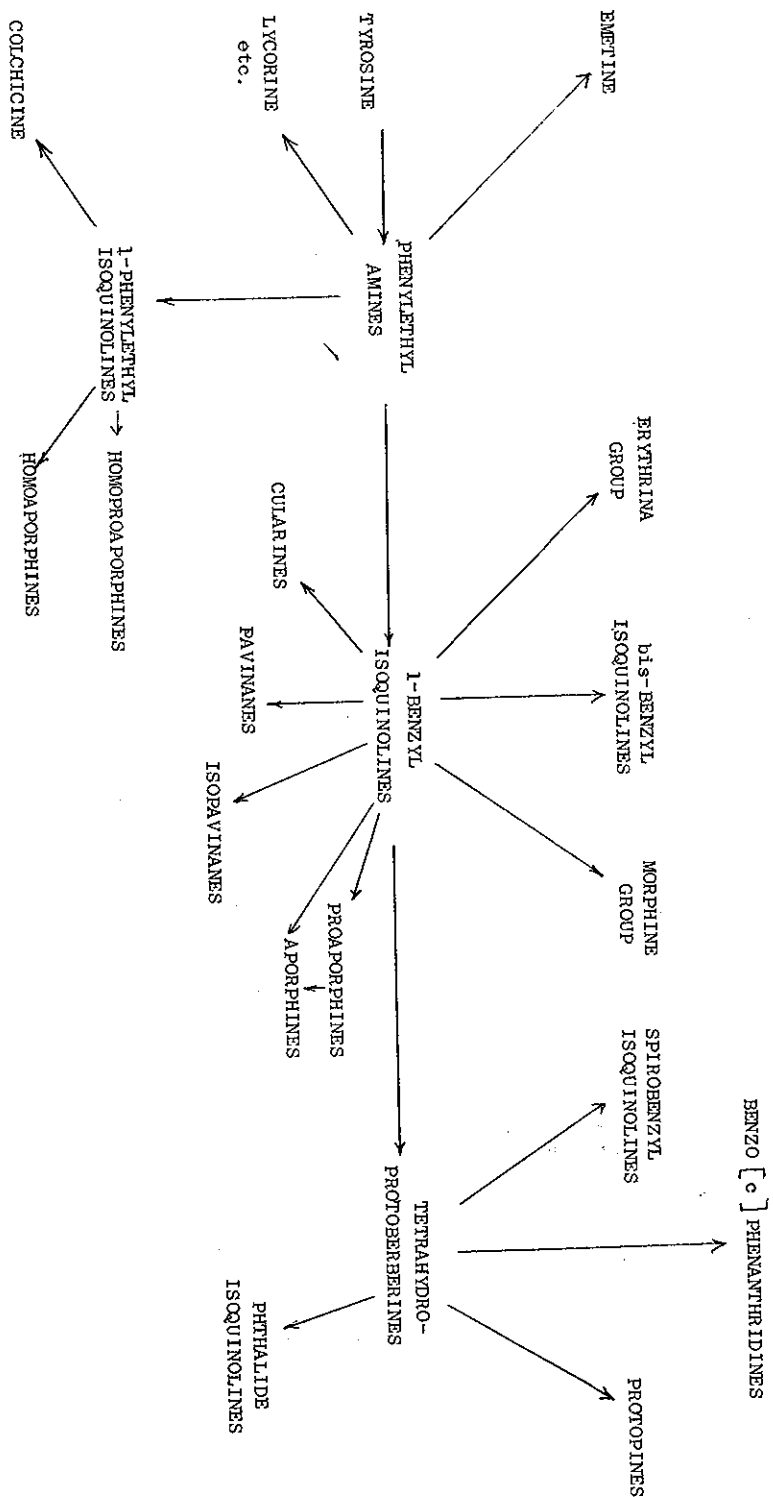 EMETINE
TYROSINE
LYCORINE
etc.
COLCHICINE
PHENYLETHYL
AMINES
1-PHENYLETHYL
ISOQUINOLINES
HOMOPROAPORPHINES
HOMOAPORPHINES
ERYTHRINA
GROUP
bis-BENZYL
ISOQUINOLINES
MORPHINE
GROUP
CULARINES
1-BENZYL
ISOQUINOLINES
PAVINANES
ISOPAVINANES
PROAPORPHINES
APORPHINES
SPIROBENZYL
ISOQUINOLINES
BENZO [c] PHENANTHRIDINES
TETRAHYDRO-
PROTOBERBERINES
PHTHALIDE
ISOQUINOLINES
PROTOPINES